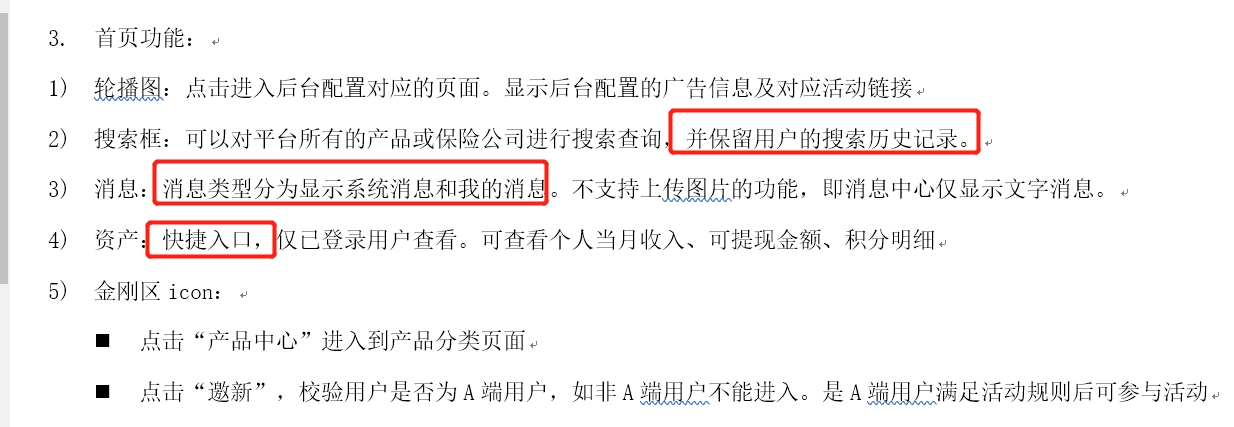 3. 首页功能：
1) 轮播图：点击进入后台配置对应的页面。显示后台配置的广告信息及对应活动链接
2) 搜索框：可以对平台所有的产品或保险公司进行搜索查询，并保留用户的搜索历史记录。
3) 消息：消息类型分为显示系统消息和我的消息。不支持上传图片的功能，即消息中心仅显示文字消息。
4) 资产：快捷入口，仅已登录用户查看。可查看个人当月收入、可提现金额、积分明细
5) 金刚区 icon：
■ 点击“产品中心”进入到产品分类页面
■ 点击“邀新”，校验用户是否为 A 端用户，如非 A 端用户不能进入。是 A 端用户满足活动规则后可参与活动